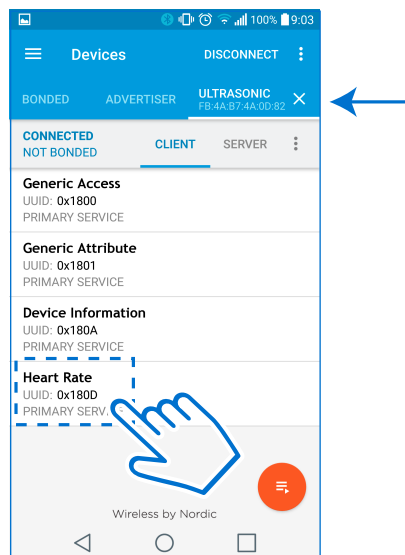 100% 9:03
Devices DISCONNECT
BONDED ADVERTISER ULTRASONIC
FB:4A:B7:4A:0D:82
CONNECTED
NOT BONDED
CLIENT SERVER
Generic Access
UUID: 0x1800
PRIMARY SERVICE
Generic Attribute
UUID: 0x1801
PRIMARY SERVICE
Device Information
UUID: 0x180A
PRIMARY SERVICE
Heart Rate
UUID: 0x180D
PRIMARY SERV
Wireless by Nordic